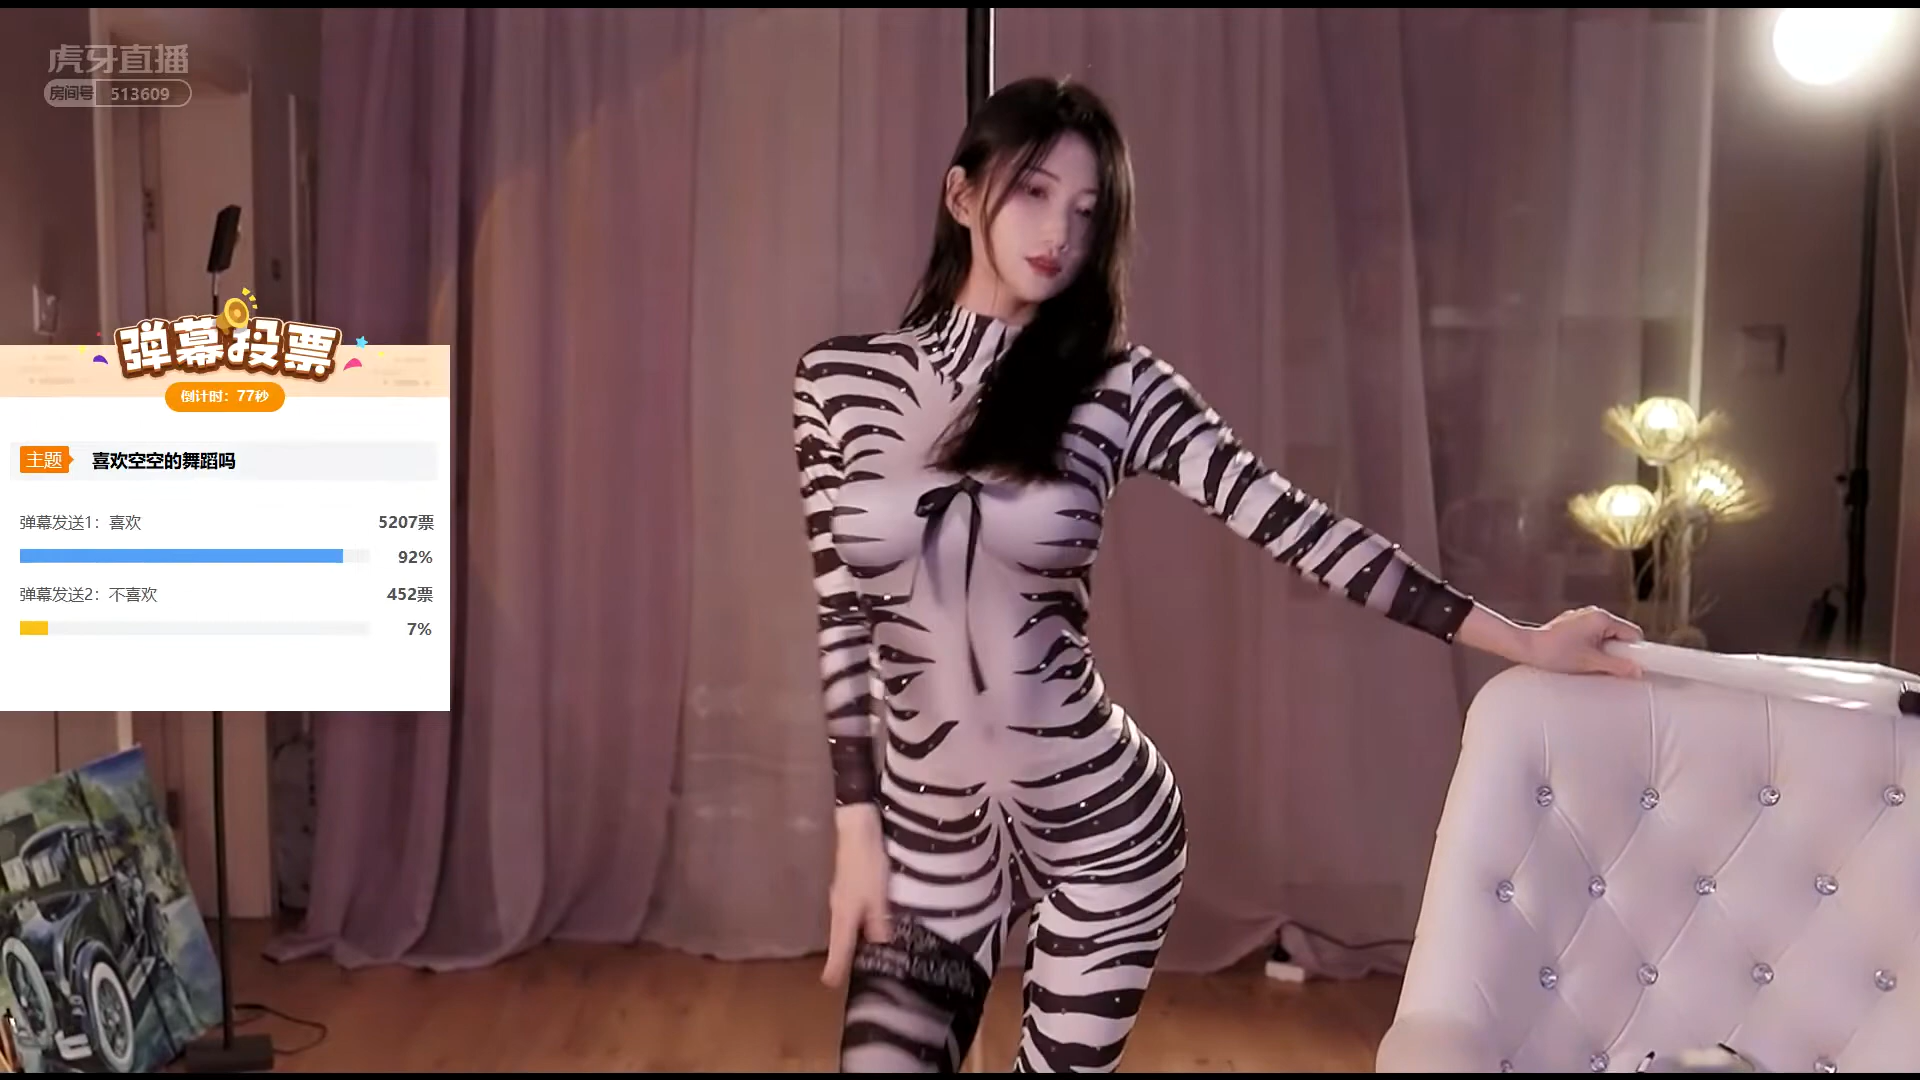 虎牙直播
房间号 513609
弹幕投票
倒计时：77秒
主题 喜欢空空的舞蹈吗
弹幕发送1：喜欢 5207票
92%
弹幕发送2：不喜欢 452票
7%